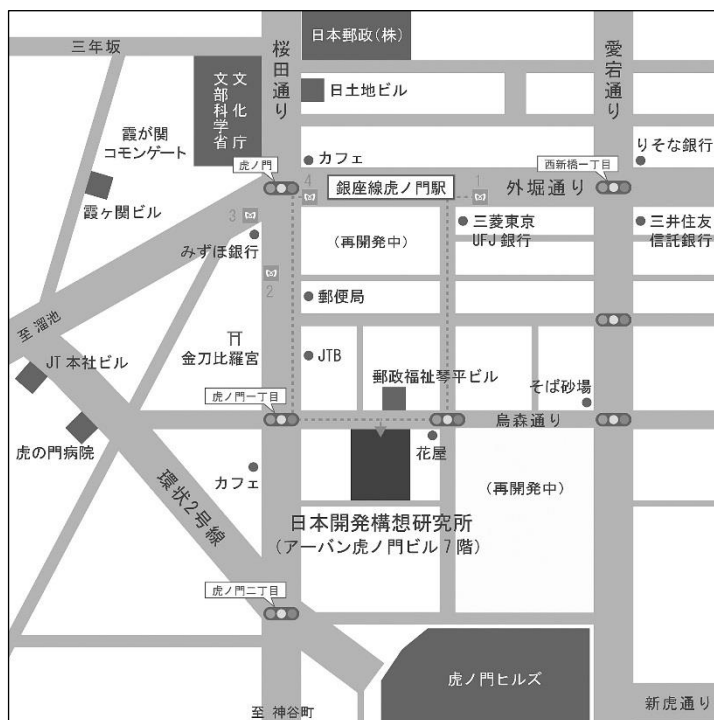 日本郵政(株)
三年坂
桜田通り
愛宕通り
文部科学省
文化庁
日土地ビル
霞が関
コモンゲート
虎ノ門
カフェ
西新橋一丁目
りそな銀行
霞ヶ関ビル
4
銀座線虎ノ門駅
1
外堀通り
3
みずほ銀行
三菱東京
UFJ銀行
三井住友
信託銀行
(再開発中)
2
郵便局
至 溜池
金刀比羅宮
JTB
JT本社ビル
郵政福祉琴平ビル
そば砂場
虎ノ門一丁目
烏森通り
虎の門病院
花屋
カフェ
(再開発中)
環状2号線
日本開発構想研究所
(アーバン虎ノ門ビル7階)
虎ノ門二丁目
虎ノ門ヒルズ
新虎通り
至 神谷町